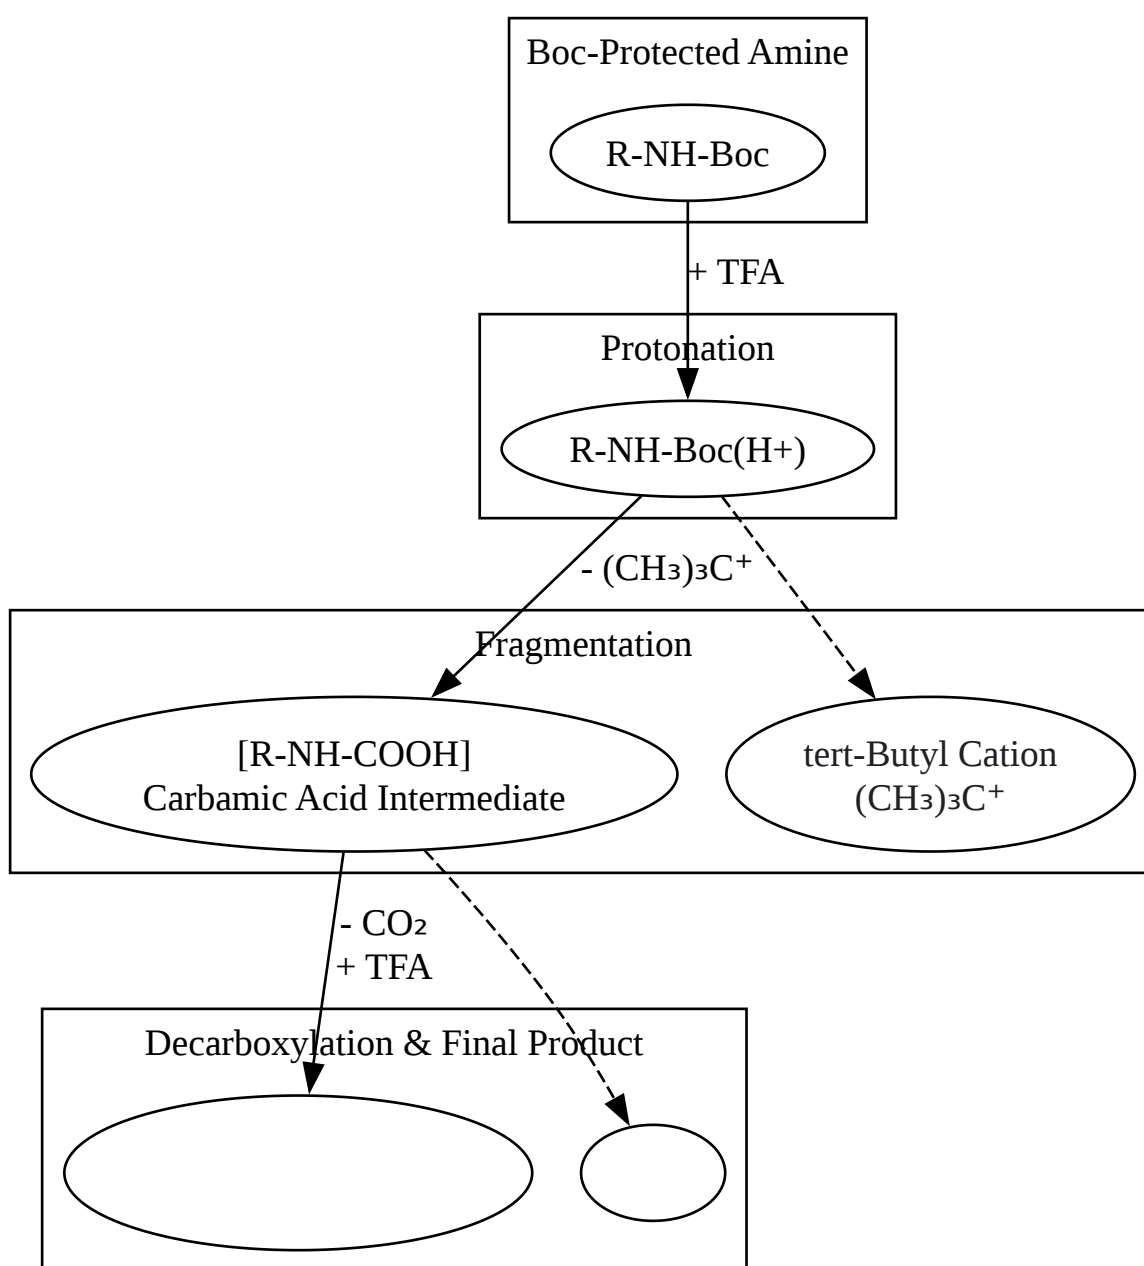 Boc-Protected Amine
R-NH-Boc
+ TFA
Protonation
R-NH-Boc(H+)
- (CH₃)₃C⁺
Fragmentation
[R-NH-COOH]
Carbamic Acid Intermediate
tert-Butyl Cation
(CH₃)₃C⁺
- CO₂
+ TFA
Decarboxylation & Final Product